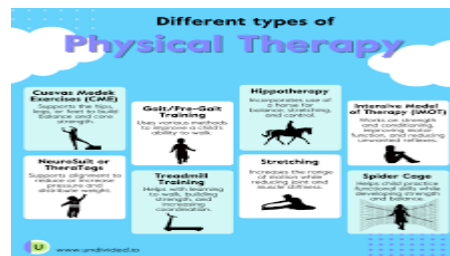 Different types of
Physical Therapy
Cuevas Medek
Exercises (CME)
Supports the hips,
legs, or feet to build
balance and core
strength.
Gait/Pre-Gait
Training
Uses various methods
to improve a child's
ability to walk.
Hippotherapy
Incorporates use of
a horse for
balance, stretching,
and control.
Intensive Model
of Therapy (IMOT)
Works on strength
and conditioning,
improving motor
function, and reducing
unwanted reflexes.
NeuroSuit or
TheraTogs
Supports alignment to
reduce or increase
pressure and
distribute weight.
Treadmill
Training
Helps with learning
to walk, building
strength, and
increasing
coordination.
Stretching
Increases the range
of motion while
reducing joint and
muscle stiffness.
Spider Cage
Helps child practice
functional skills while
developing strength
and balance.
U
www.undivided.io